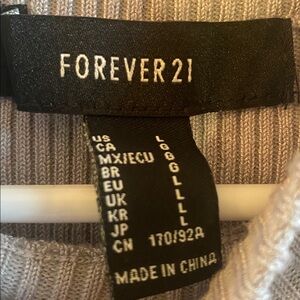 FOREVER 21
US L
CA G
MX/ECU G
BR G
EU L
UK L
KR L
JP L
CN 170/92A
MADE IN CHINA